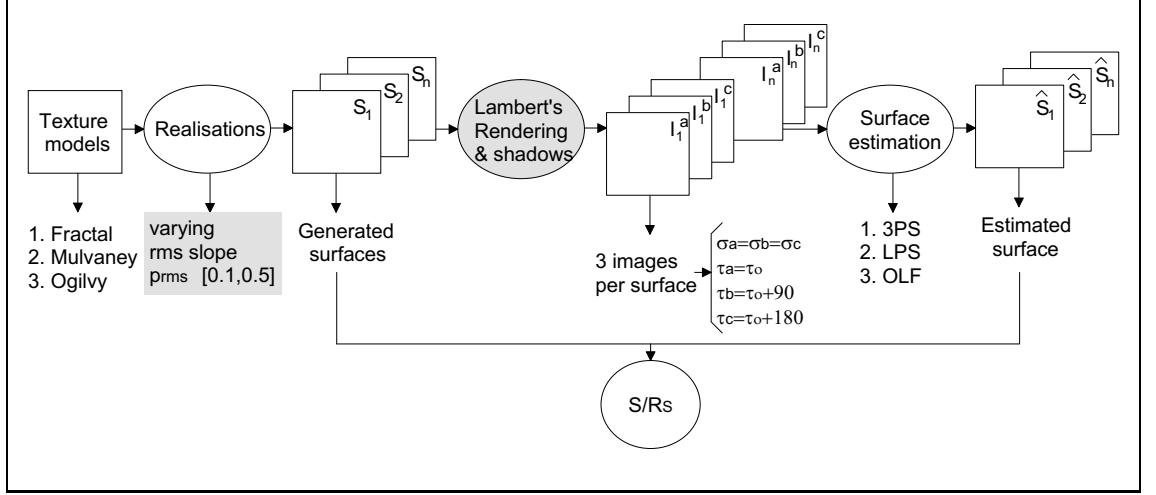 Texture
models
Realisations
S1
S2
Sn
Lambert's
Rendering
& shadows
I1a
I1b
I1c
Ina
Inb
Inc
Surface
estimation
Ŝ1
Ŝ2
Ŝn
1. Fractal
2. Mulvaney
3. Ogilvy
varying
rms slope
prms [0.1,0.5]
Generated
surfaces
3 images
per surface
σa=σb=σc
τa=τo
τb=τo+90
τc=τo+180
1. 3PS
2. LPS
3. OLF
Estimated
surface
S/Rs